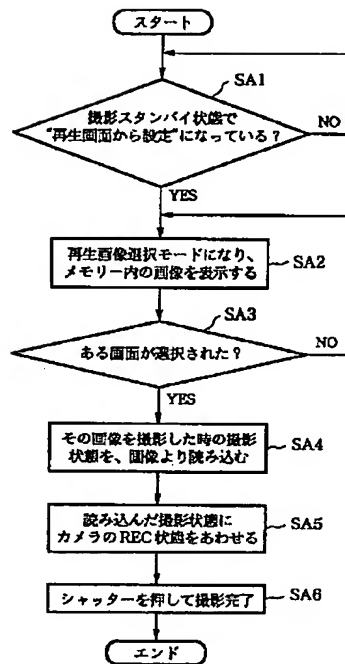 スタート
SA1
撮影スタンバイ状態で
"再生画面から設定"になっている?
NO
YES
再生画像選択モードになり、
メモリー内の画像を表示する
SA2
SA3
ある画面が選択された?
NO
YES
その画像を撮影した時の撮影
状態を、画像より読み込む
SA4
読み込んだ撮影状態に
カメラのREC状態をあわせる
SA5
シャッターを押して撮影完了
SA6
エンド